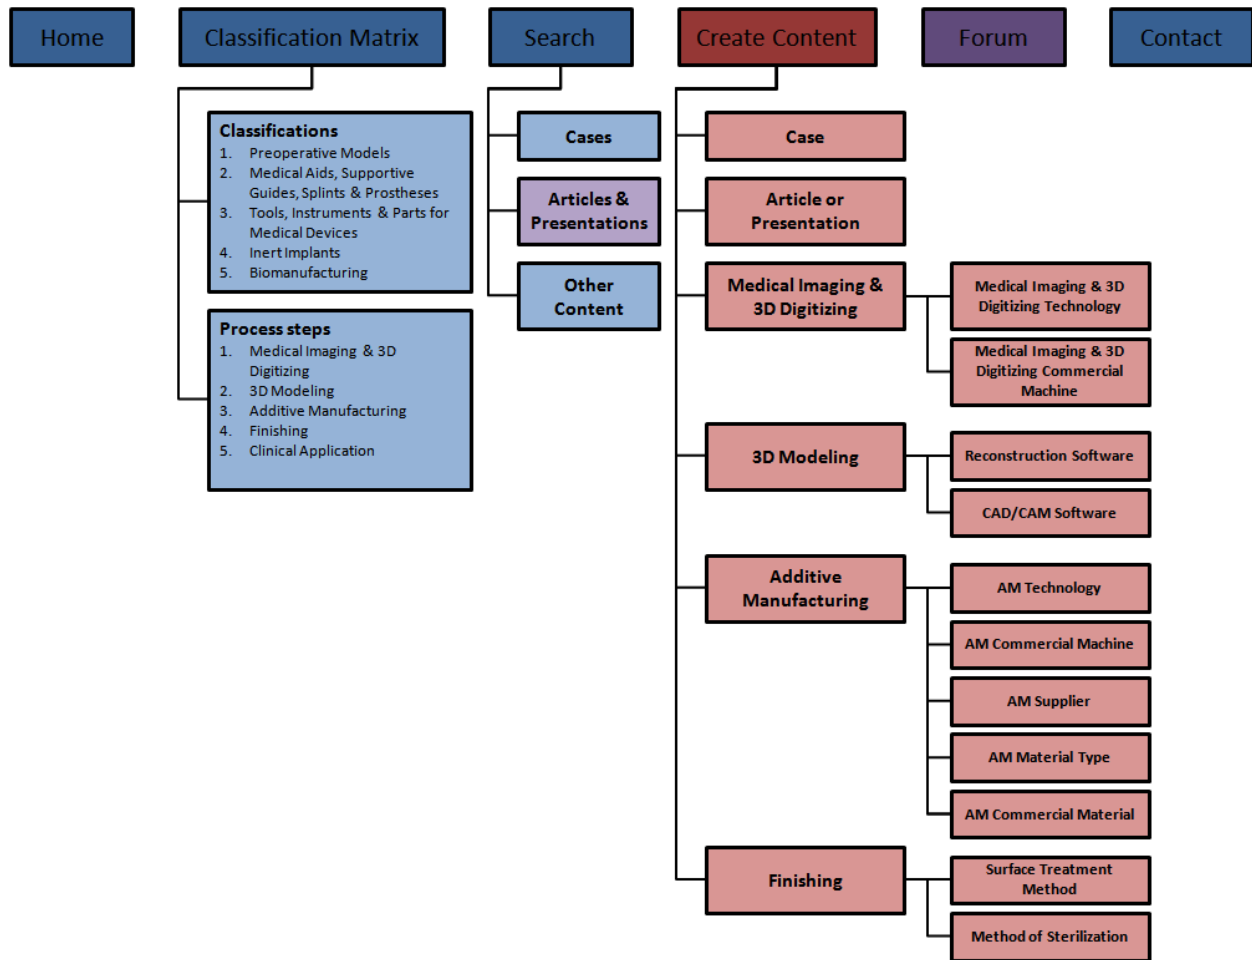 Home
Classification Matrix
Search
Create Content
Forum
Contact
Classifications
1. Preoperative Models
2. Medical Aids, Supportive
Guides, Splints & Prostheses
3. Tools, Instruments & Parts for
Medical Devices
4. Inert Implants
5. Biomanufacturing
Process steps
1. Medical Imaging & 3D
Digitizing
2. 3D Modeling
3. Additive Manufacturing
4. Finishing
5. Clinical Application
Cases
Articles &
Presentations
Other
Content
Case
Article or
Presentation
Medical Imaging &
3D Digitizing
Medical Imaging & 3D
Digitizing Technology
Medical Imaging & 3D
Digitizing Commercial
Machine
3D Modeling
Reconstruction Software
CAD/CAM Software
Additive
Manufacturing
AM Technology
AM Commercial Machine
AM Supplier
AM Material Type
AM Commercial Material
Finishing
Surface Treatment
Method
Method of Sterilization